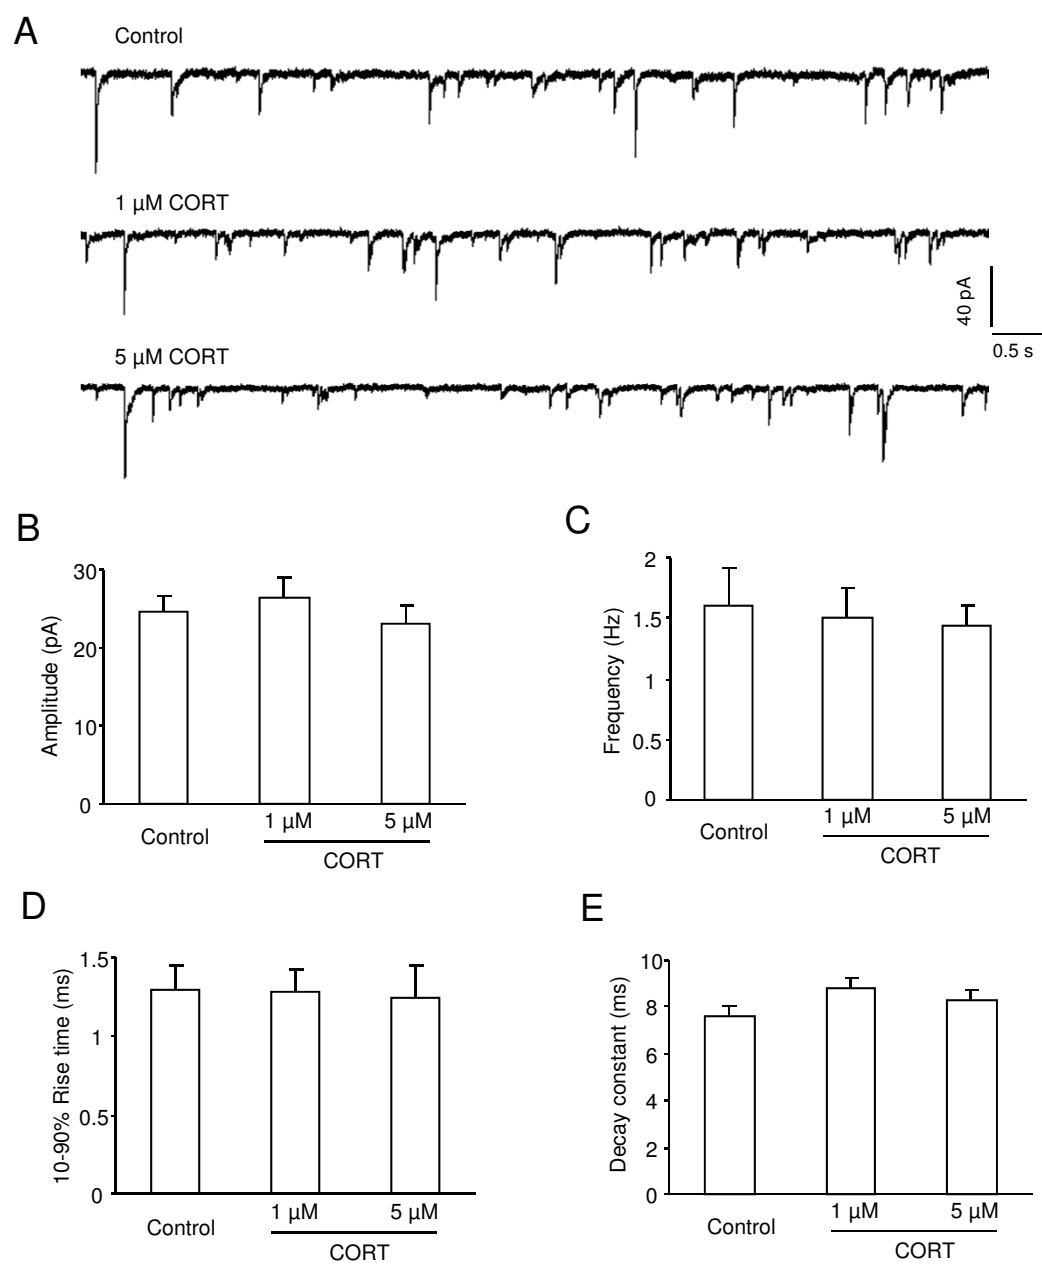 A
Control
1 µM CORT
40 pA
0.5 s
5 µM CORT
B
Amplitude (pA)
30
20
10
0
Control
1 µM
5 µM
CORT
C
Frequency (Hz)
2
1.5
1
0.5
0
Control
1 µM
5 µM
CORT
D
10-90% Rise time (ms)
1.5
1
0.5
0
Control
1 µM
5 µM
CORT
E
Decay constant (ms)
10
8
6
4
2
0
Control
1 µM
5 µM
CORT